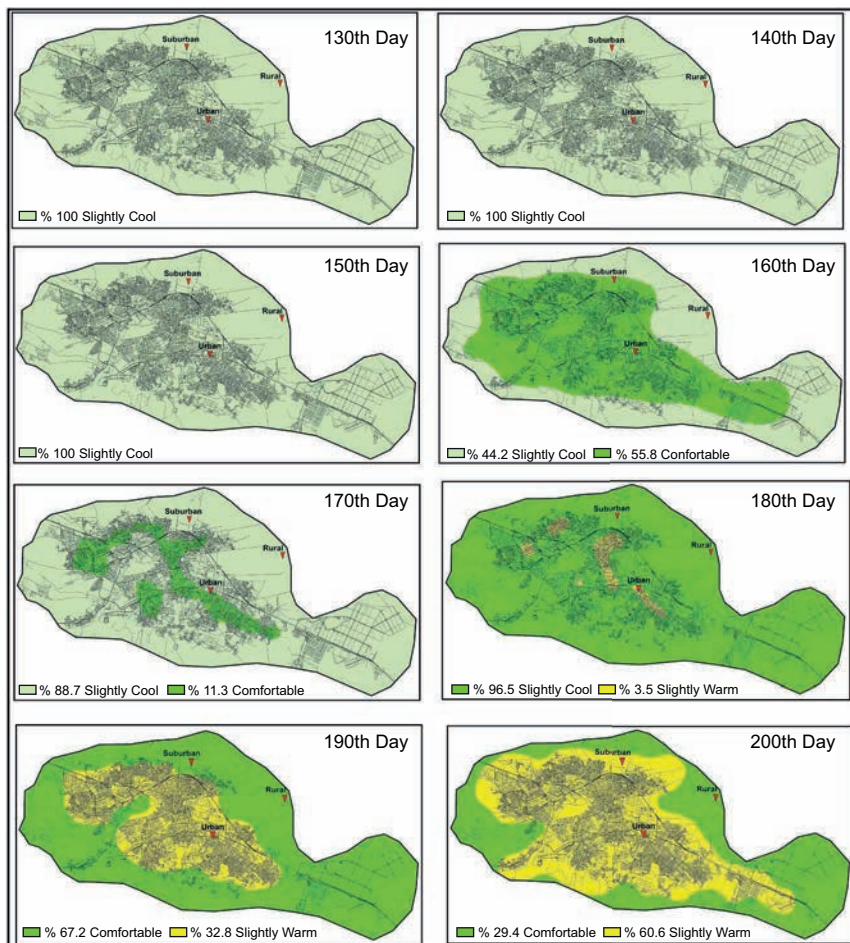 130th Day
Suburban
Rural
Urban
% 100 Slightly Cool
140th Day
Suburban
Rural
Urban
% 100 Slightly Cool
150th Day
Suburban
Rural
Urban
% 100 Slightly Cool
160th Day
Suburban
Rural
Urban
% 44.2 Slightly Cool % 55.8 Confortable
170th Day
Suburban
Rural
Urban
% 88.7 Slightly Cool % 11.3 Comfortable
180th Day
Suburban
Rural
Urban
% 96.5 Slightly Cool % 3.5 Slightly Warm
190th Day
Suburban
Rural
Urban
% 67.2 Comfortable % 32.8 Slightly Warm
200th Day
Suburban
Rural
Urban
% 29.4 Comfortable % 60.6 Slightly Warm